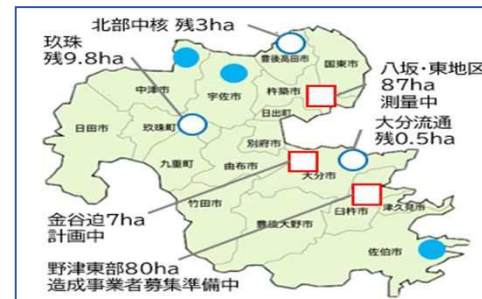 北部中核 残3ha
玖珠
残9.8ha
豊後高田市
国東市
八坂・東地区
87ha
測量中
中津市
宇佐市
杵築市
日出町
大分流通
残0.5ha
日田市
玖珠町
別府市
九重町
由布市
大分市
金谷迫7ha
計画中
竹田市
臼杵市
津久見市
豊後大野市
野津東部80ha
造成事業者募集準備中
佐伯市